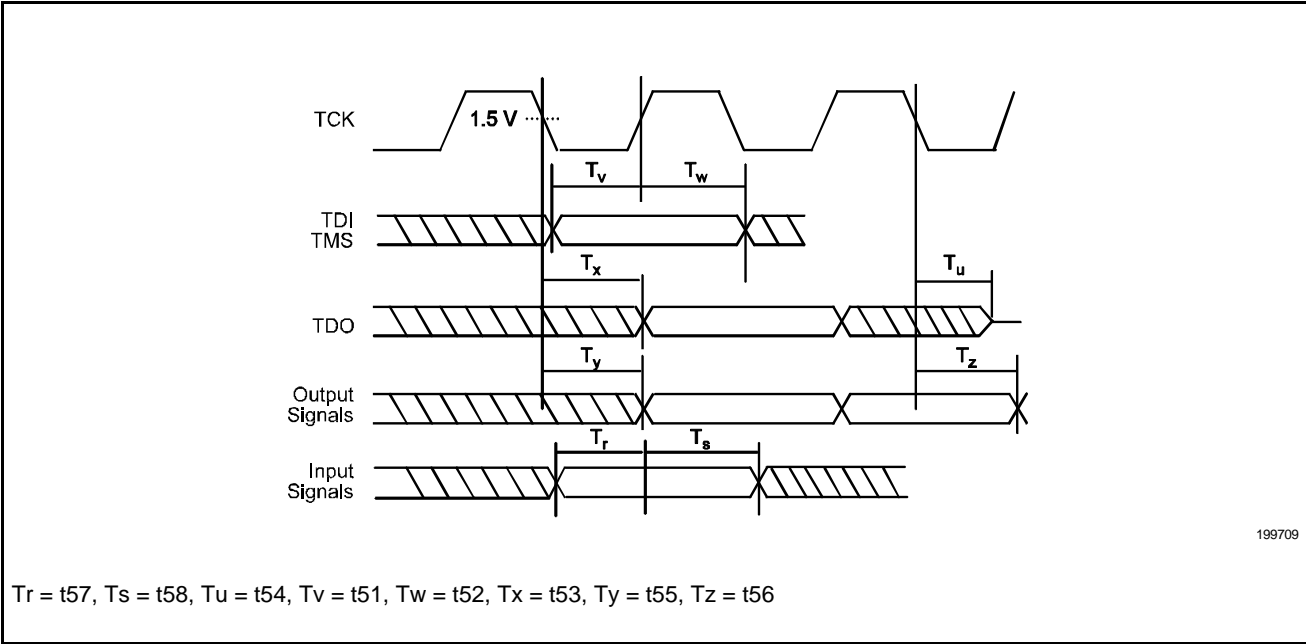 TCK
1.5 V
Tv Tw
TDI
TMS
Tx Tu
TDO
Ty Tz
Output
Signals
Tr Ts
Input
Signals
199709
Tr = t57, Ts = t58, Tu = t54, Tv = t51, Tw = t52, Tx = t53, Ty = t55, Tz = t56